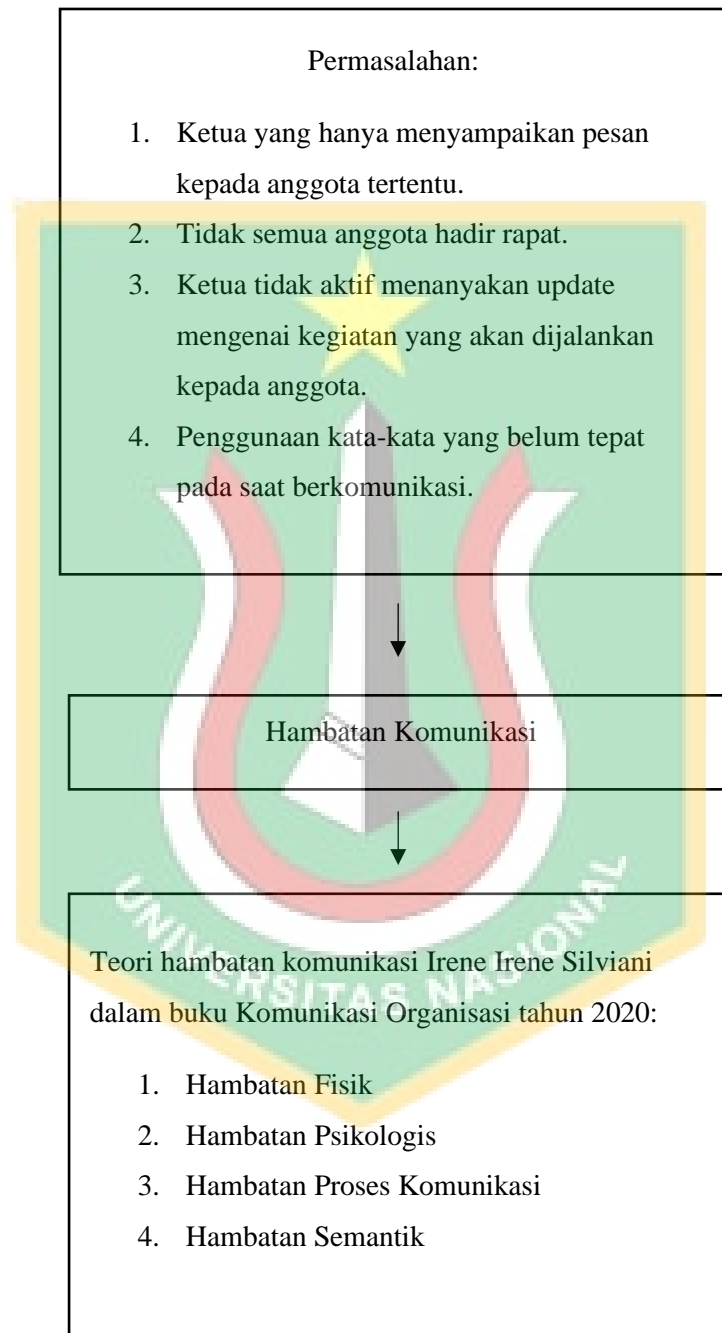 Permasalahan:
1. Ketua yang hanya menyampaikan pesan
kepada anggota tertentu.
2. Tidak semua anggota hadir rapat.
3. Ketua tidak aktif menanyakan update
mengenai kegiatan yang akan dijalankan
kepada anggota.
4. Penggunaan kata-kata yang belum tepat
pada saat berkomunikasi.
Hambatan Komunikasi
Teori hambatan komunikasi Irene Irene Silviani
dalam buku Komunikasi Organisasi tahun 2020:
1. Hambatan Fisik
2. Hambatan Psikologis
3. Hambatan Proses Komunikasi
4. Hambatan Semantik
UNIVERSITAS NASIONAL